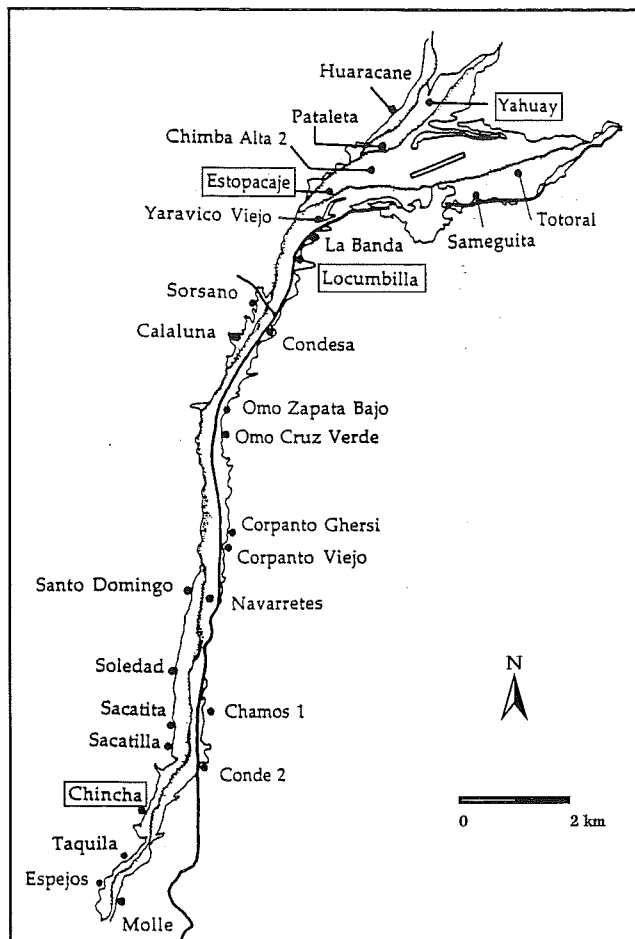 Huaracane
Yahuay
Pataleta
Chimba Alta 2
Estopacaje
Yaravico Viejo
Totoral
Sameguita
La Banda
Locumbilla
Sorsano
Calaluna
Condesa
Omo Zapata Bajo
Omo Cruz Verde
Corpanto Ghersi
Corpanto Viejo
Santo Domingo
Navarretes
Soledad
N
Sacatita
Chamos 1
Sacatilla
Conde 2
Chincha
0 2 km
Taquila
Espejos
Molle